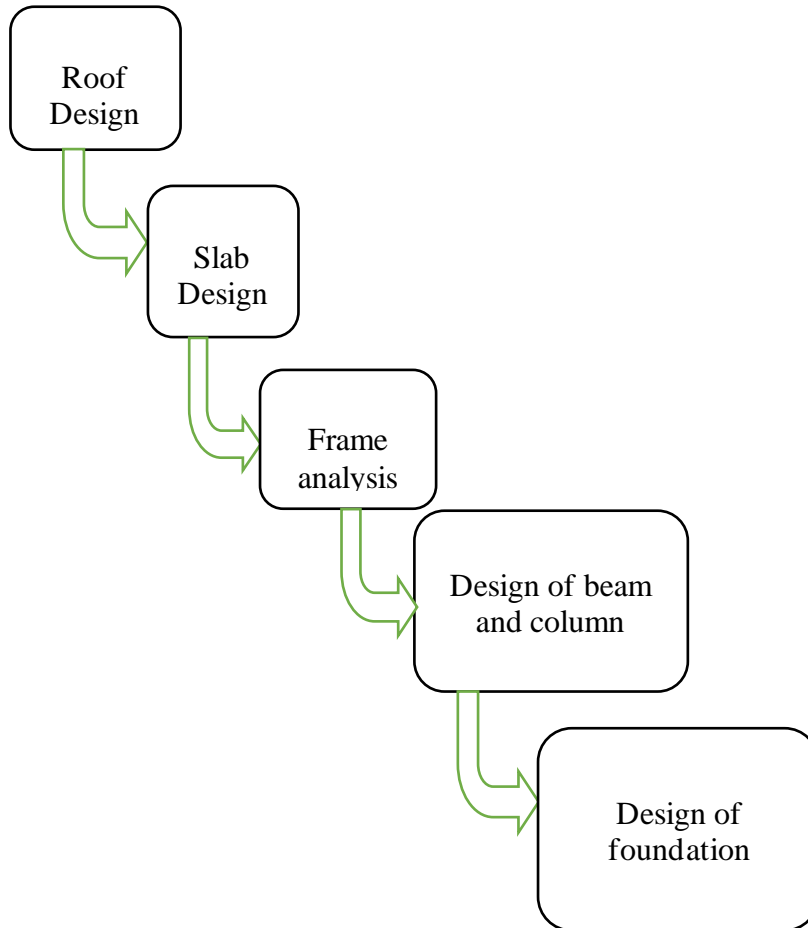 Roof
Design
Slab
Design
Frame
analysis
Design of beam
and column
Design of
foundation